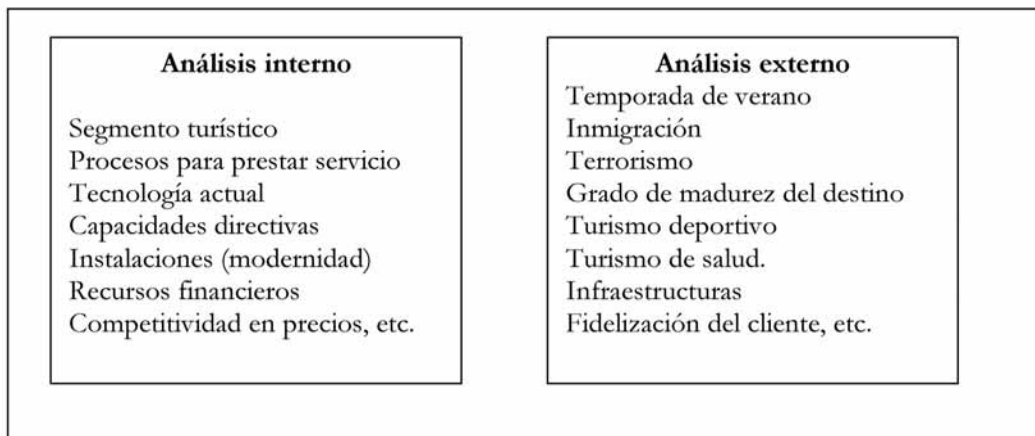 Análisis interno
Segmento turístico
Procesos para prestar servicio
Tecnología actual
Capacidades directivas
Instalaciones (modernidad)
Recursos financieros
Competitividad en precios, etc.
Análisis externo
Temporada de verano
Inmigración
Terrorismo
Grado de madurez del destino
Turismo deportivo
Turismo de salud.
Infraestructuras
Fidelización del cliente, etc.